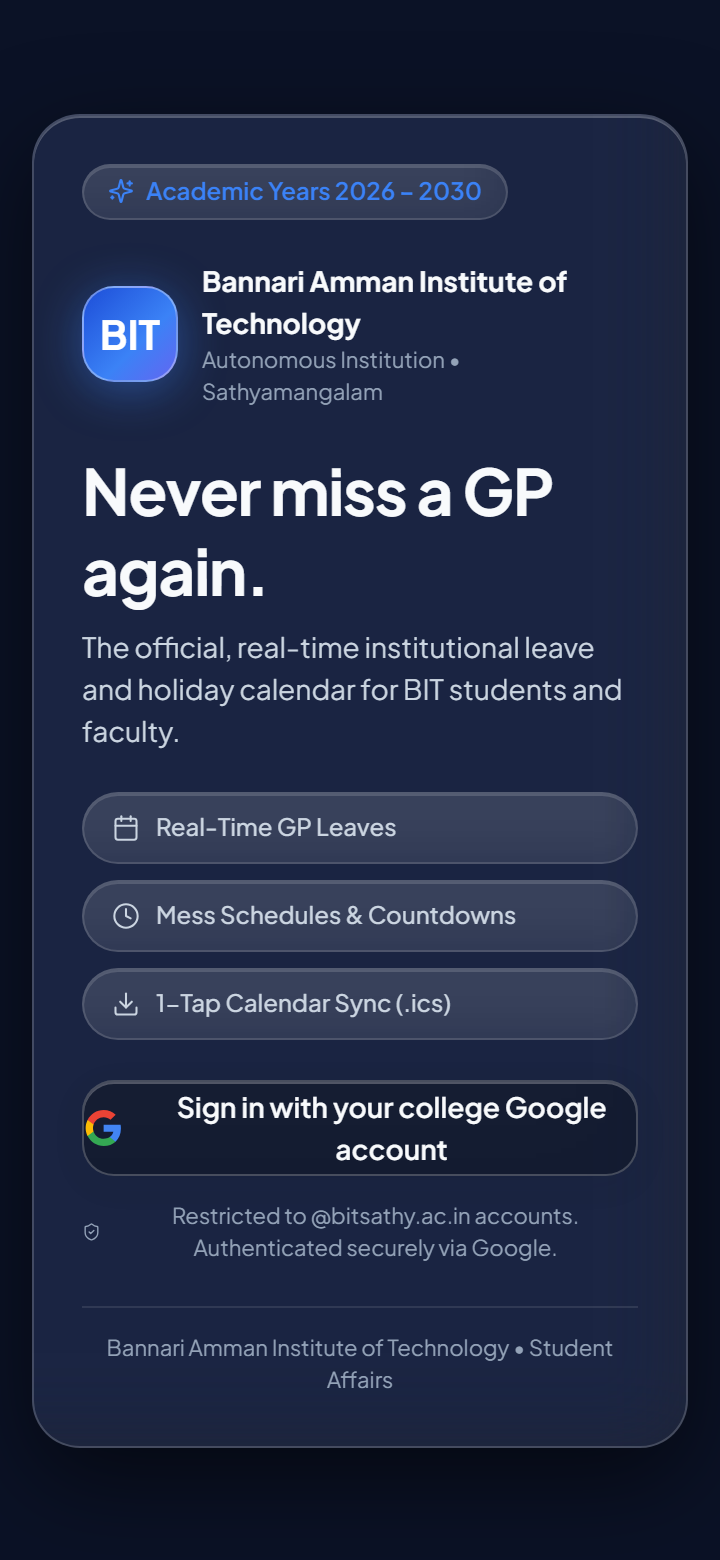 Academic Years 2026 – 2030
BIT
Bannari Amman Institute of
Technology
Autonomous Institution •
Sathyamangalam
Never miss a GP
again.
The official, real-time institutional leave
and holiday calendar for BIT students and
faculty.
Real-Time GP Leaves
Mess Schedules & Countdowns
1-Tap Calendar Sync (.ics)
Sign in with your college Google
account
Restricted to @bitsathy.ac.in accounts.
Authenticated securely via Google.
Bannari Amman Institute of Technology • Student
Affairs